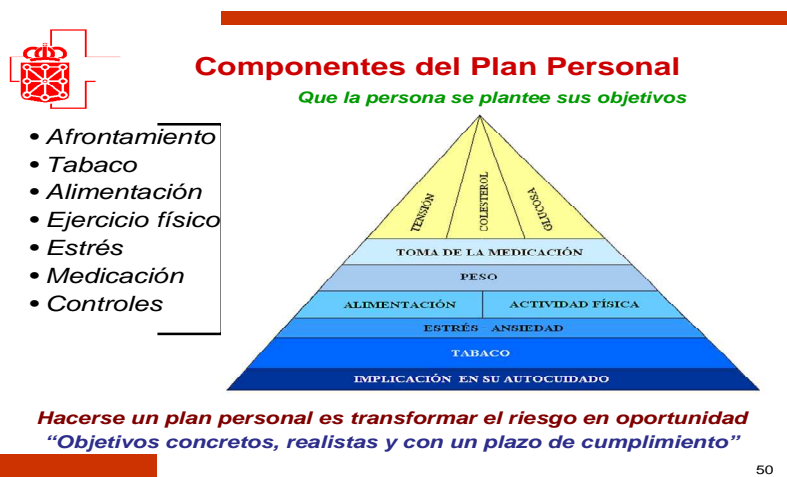 Componentes del Plan Personal
Que la persona se plantee sus objetivos
• Afrontamiento
• Tabaco
• Alimentación
• Ejercicio físico
• Estrés
• Medicación
• Controles
TENSIÓN
COLESTEROL
GLUCOSA
TOMA DE LA MEDICACIÓN
PESO
ALIMENTACIÓN
ACTIVIDAD FÍSICA
ESTRÉS - ANSIEDAD
TABACO
IMPLICACIÓN EN SU AUTOCUIDADO
Hacerse un plan personal es transformar el riesgo en oportunidad
“Objetivos concretos, realistas y con un plazo de cumplimiento”
50